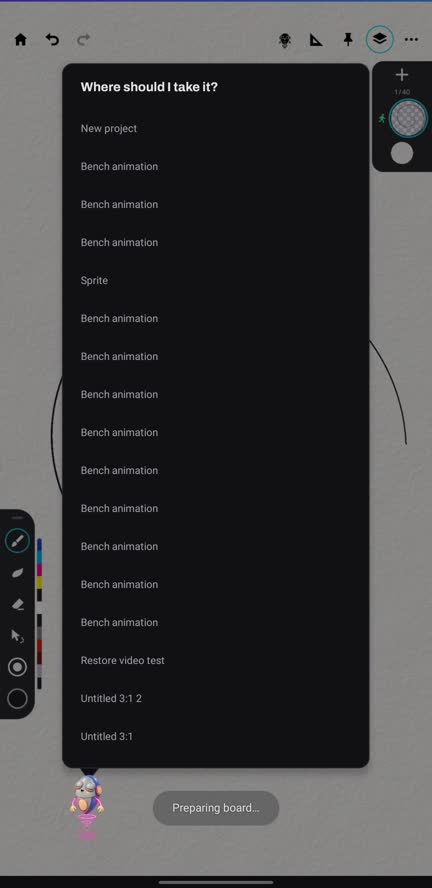 Where should I take it?
1/40
New project
Bench animation
Bench animation
Bench animation
Sprite
Bench animation
Bench animation
Bench animation
Bench animation
Bench animation
Bench animation
Bench animation
Bench animation
Bench animation
Restore video test
Untitled 3:1 2
Untitled 3:1
Preparing board...